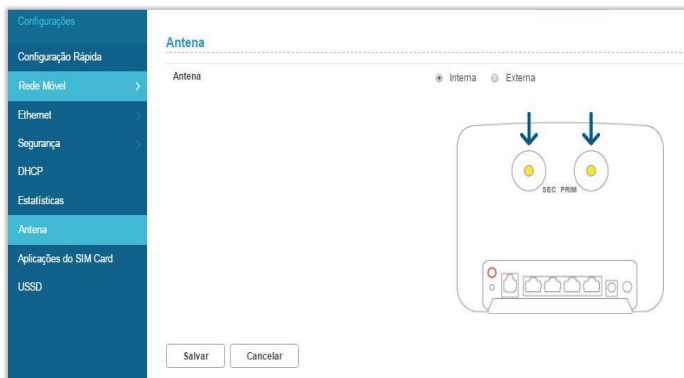 Configurações
Configuração Rápida
Rede Móvel
Ethernet
Segurança
DHCP
Estatísticas
Antena
Aplicações do SIM Card
USSD
Antena
Antena
Interna Externa
SEC PRIM
Salvar Cancelar